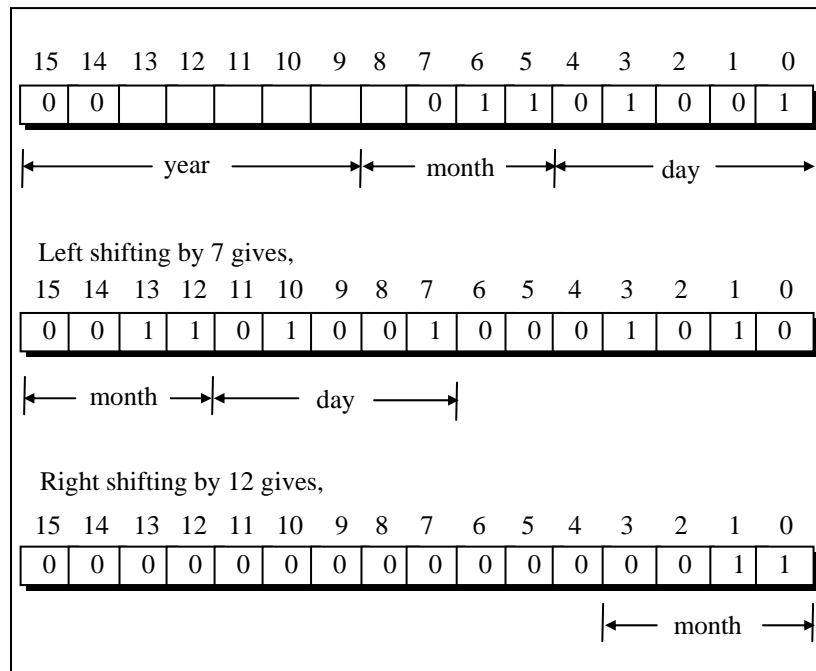 15 14 13 12 11 10 9 8 7 6 5 4 3 2 1 0
0 0 0 1 1 0 1 0 0 1
year month day
Left shifting by 7 gives,
15 14 13 12 11 10 9 8 7 6 5 4 3 2 1 0
0 0 1 1 0 1 0 0 1 0 0 0 1 0 1 0
month day
Right shifting by 12 gives,
15 14 13 12 11 10 9 8 7 6 5 4 3 2 1 0
0 0 0 0 0 0 0 0 0 0 0 0 0 0 1 1
month